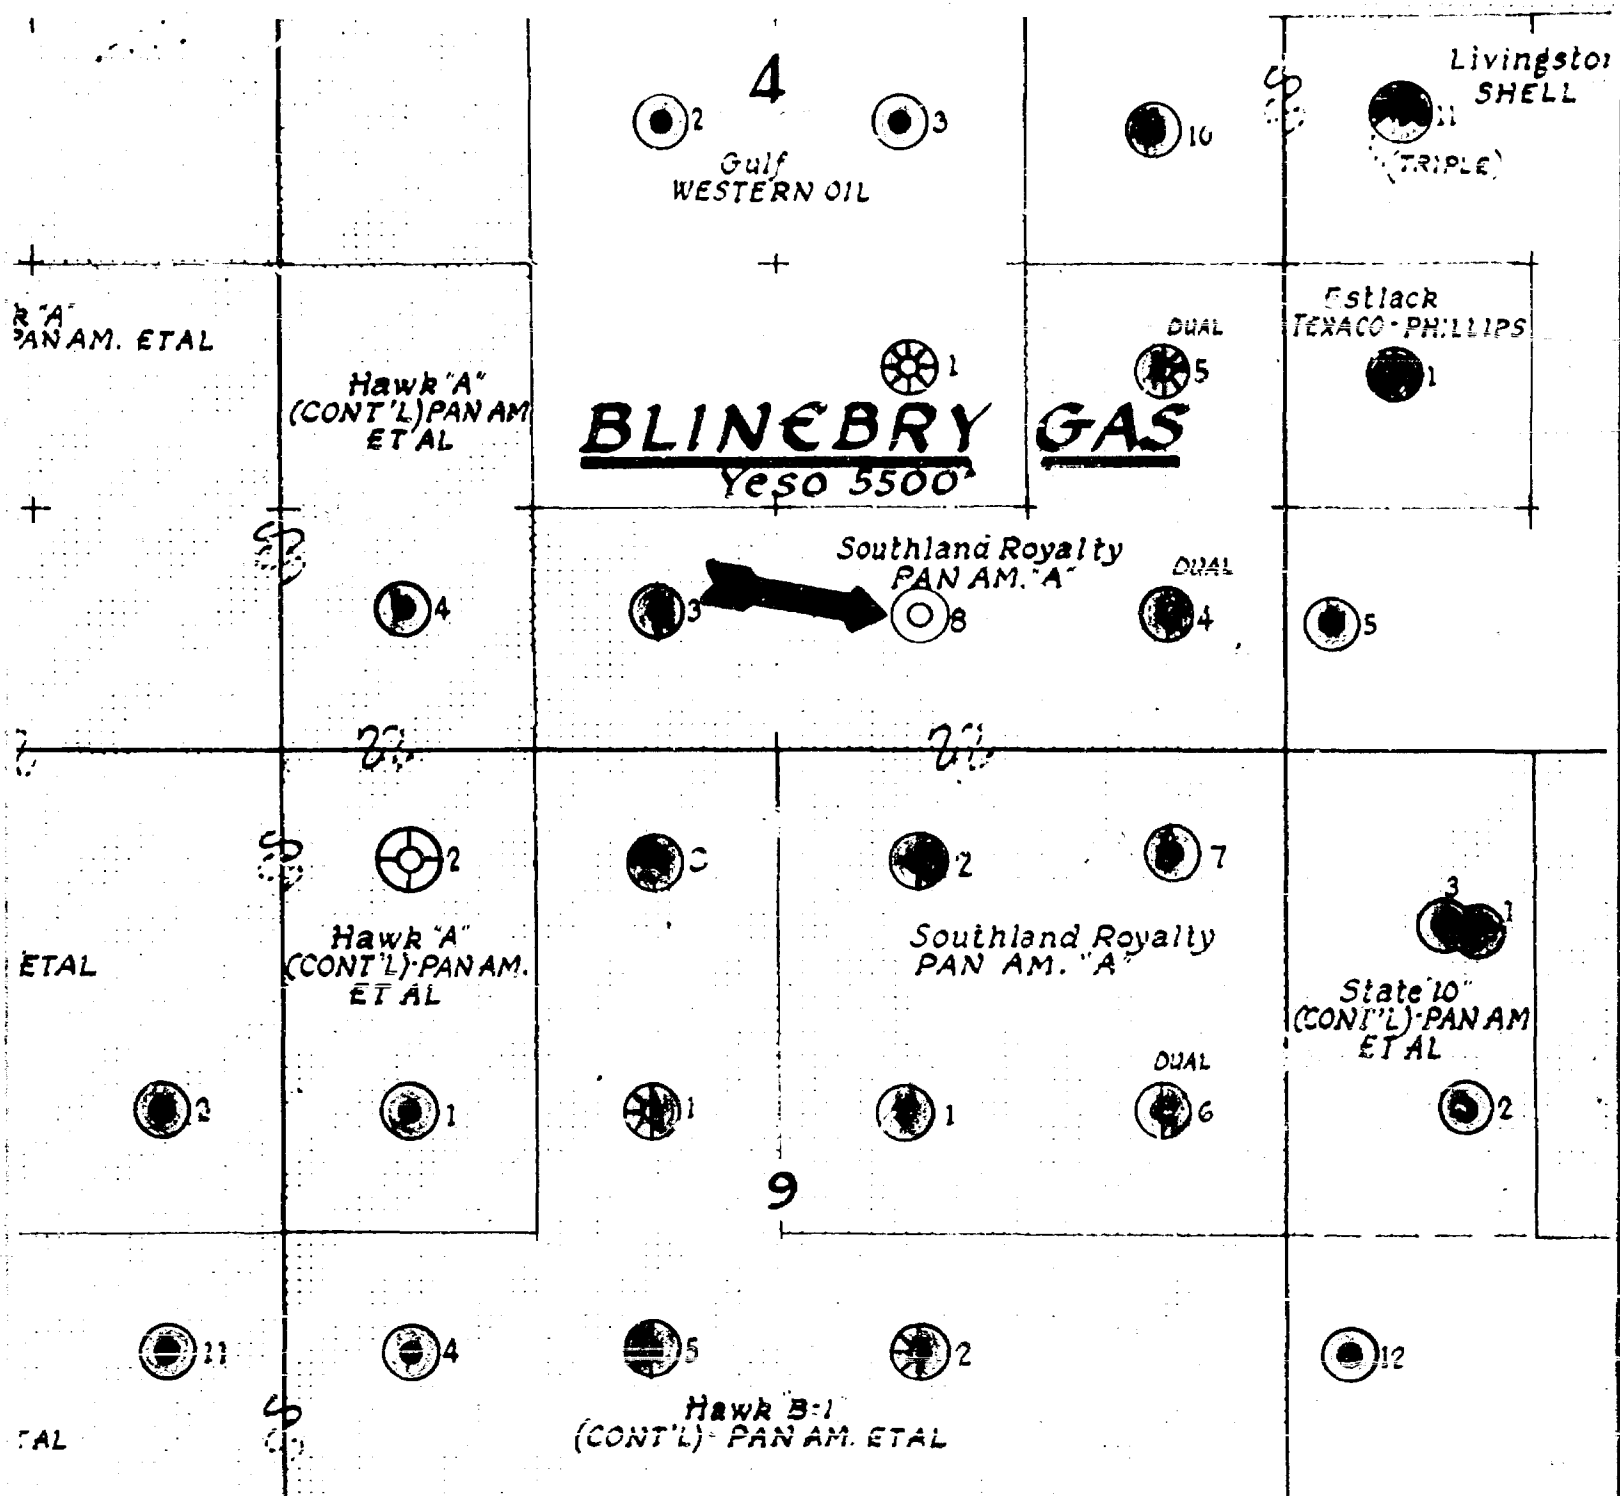 4
Livingston
SHELL
2
3
10
11
(TRIPLE)
Gulf
WESTERN OIL
"A"
PAN AM. ETAL
Estlack
TEXACO-PHILLIPS
DUAL
1
5
1
Hawk "A"
(CONT'L) PAN AM
ET AL
BLINEBRY GAS
Yeso 5500'
Southland Royalty
PAN AM. "A"
DUAL
4
3
8
4
5
2
2
7
3
1
ETAL
Hawk "A"
(CONT'L)-PAN AM.
ET AL
Southland Royalty
PAN AM. "A"
State "10"
(CONT'L)-PAN AM
ET AL
DUAL
2
1
1
1
6
2
9
11
4
5
2
12
Hawk B-1
(CONT'L)- PAN AM. ETAL